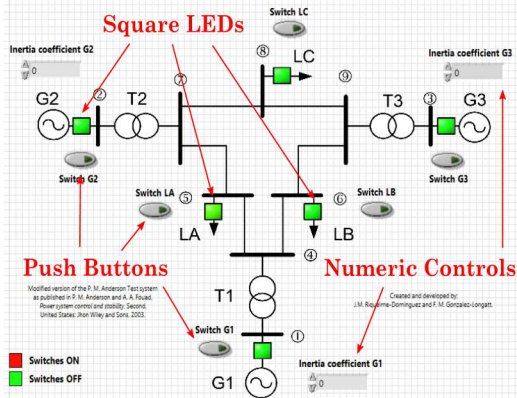 Switch LC
Square LEDs
Inertia coefficient G2
0
⑧
LC
Inertia coefficient G3
0
⑦
⑨
G2
②
T2
T3
③
G3
Switch G2
Switch LA
⑤
⑥
Switch LB
Switch G3
LA
LB
④
Push Buttons
Numeric Controls
Modified version of the P. M. Anderson Test system
as published in P. M. Anderson and A. A. Fouad,
Power system control and stability, Second.
United States: Jhon Wiley and Sons, 2003.
T1
Created and developed by:
J.M. Riquelme-Dominguez and F. M. Gonzalez-Longatt.
Switch G1
①
Switches ON
Switches OFF
Inertia coefficient G1
0
G1